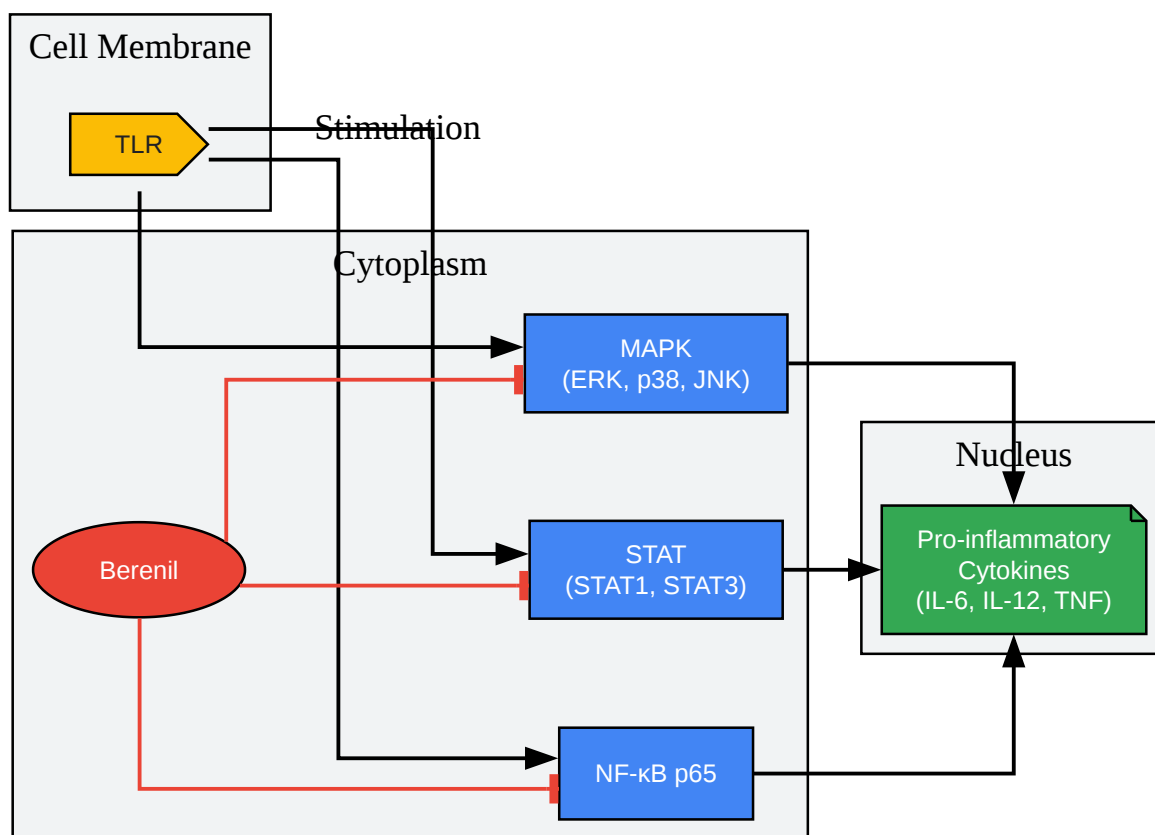 Cell Membrane
TLR
Stimulation
Cytoplasm
MAPK
(ERK, p38, JNK)
Nucleus
Berenil
STAT
(STAT1, STAT3)
Pro-inflammatory
Cytokines
(IL-6, IL-12, TNF)
NF-κB p65